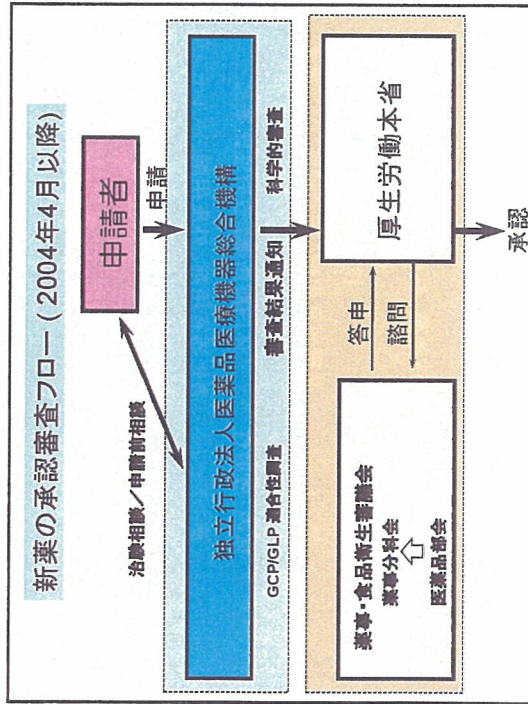 新薬の承認審査フロー(2004年4月以降)
申請者
治験相談/申請前相談
申請
独立行政法人医薬品医療機器総合機構
GCP/GLP 適合性調査
審査結果通知
科学的審査
薬事・食品衛生審議会
薬事分科会
医薬品部会
答申
諮問
厚生労働本省
承認